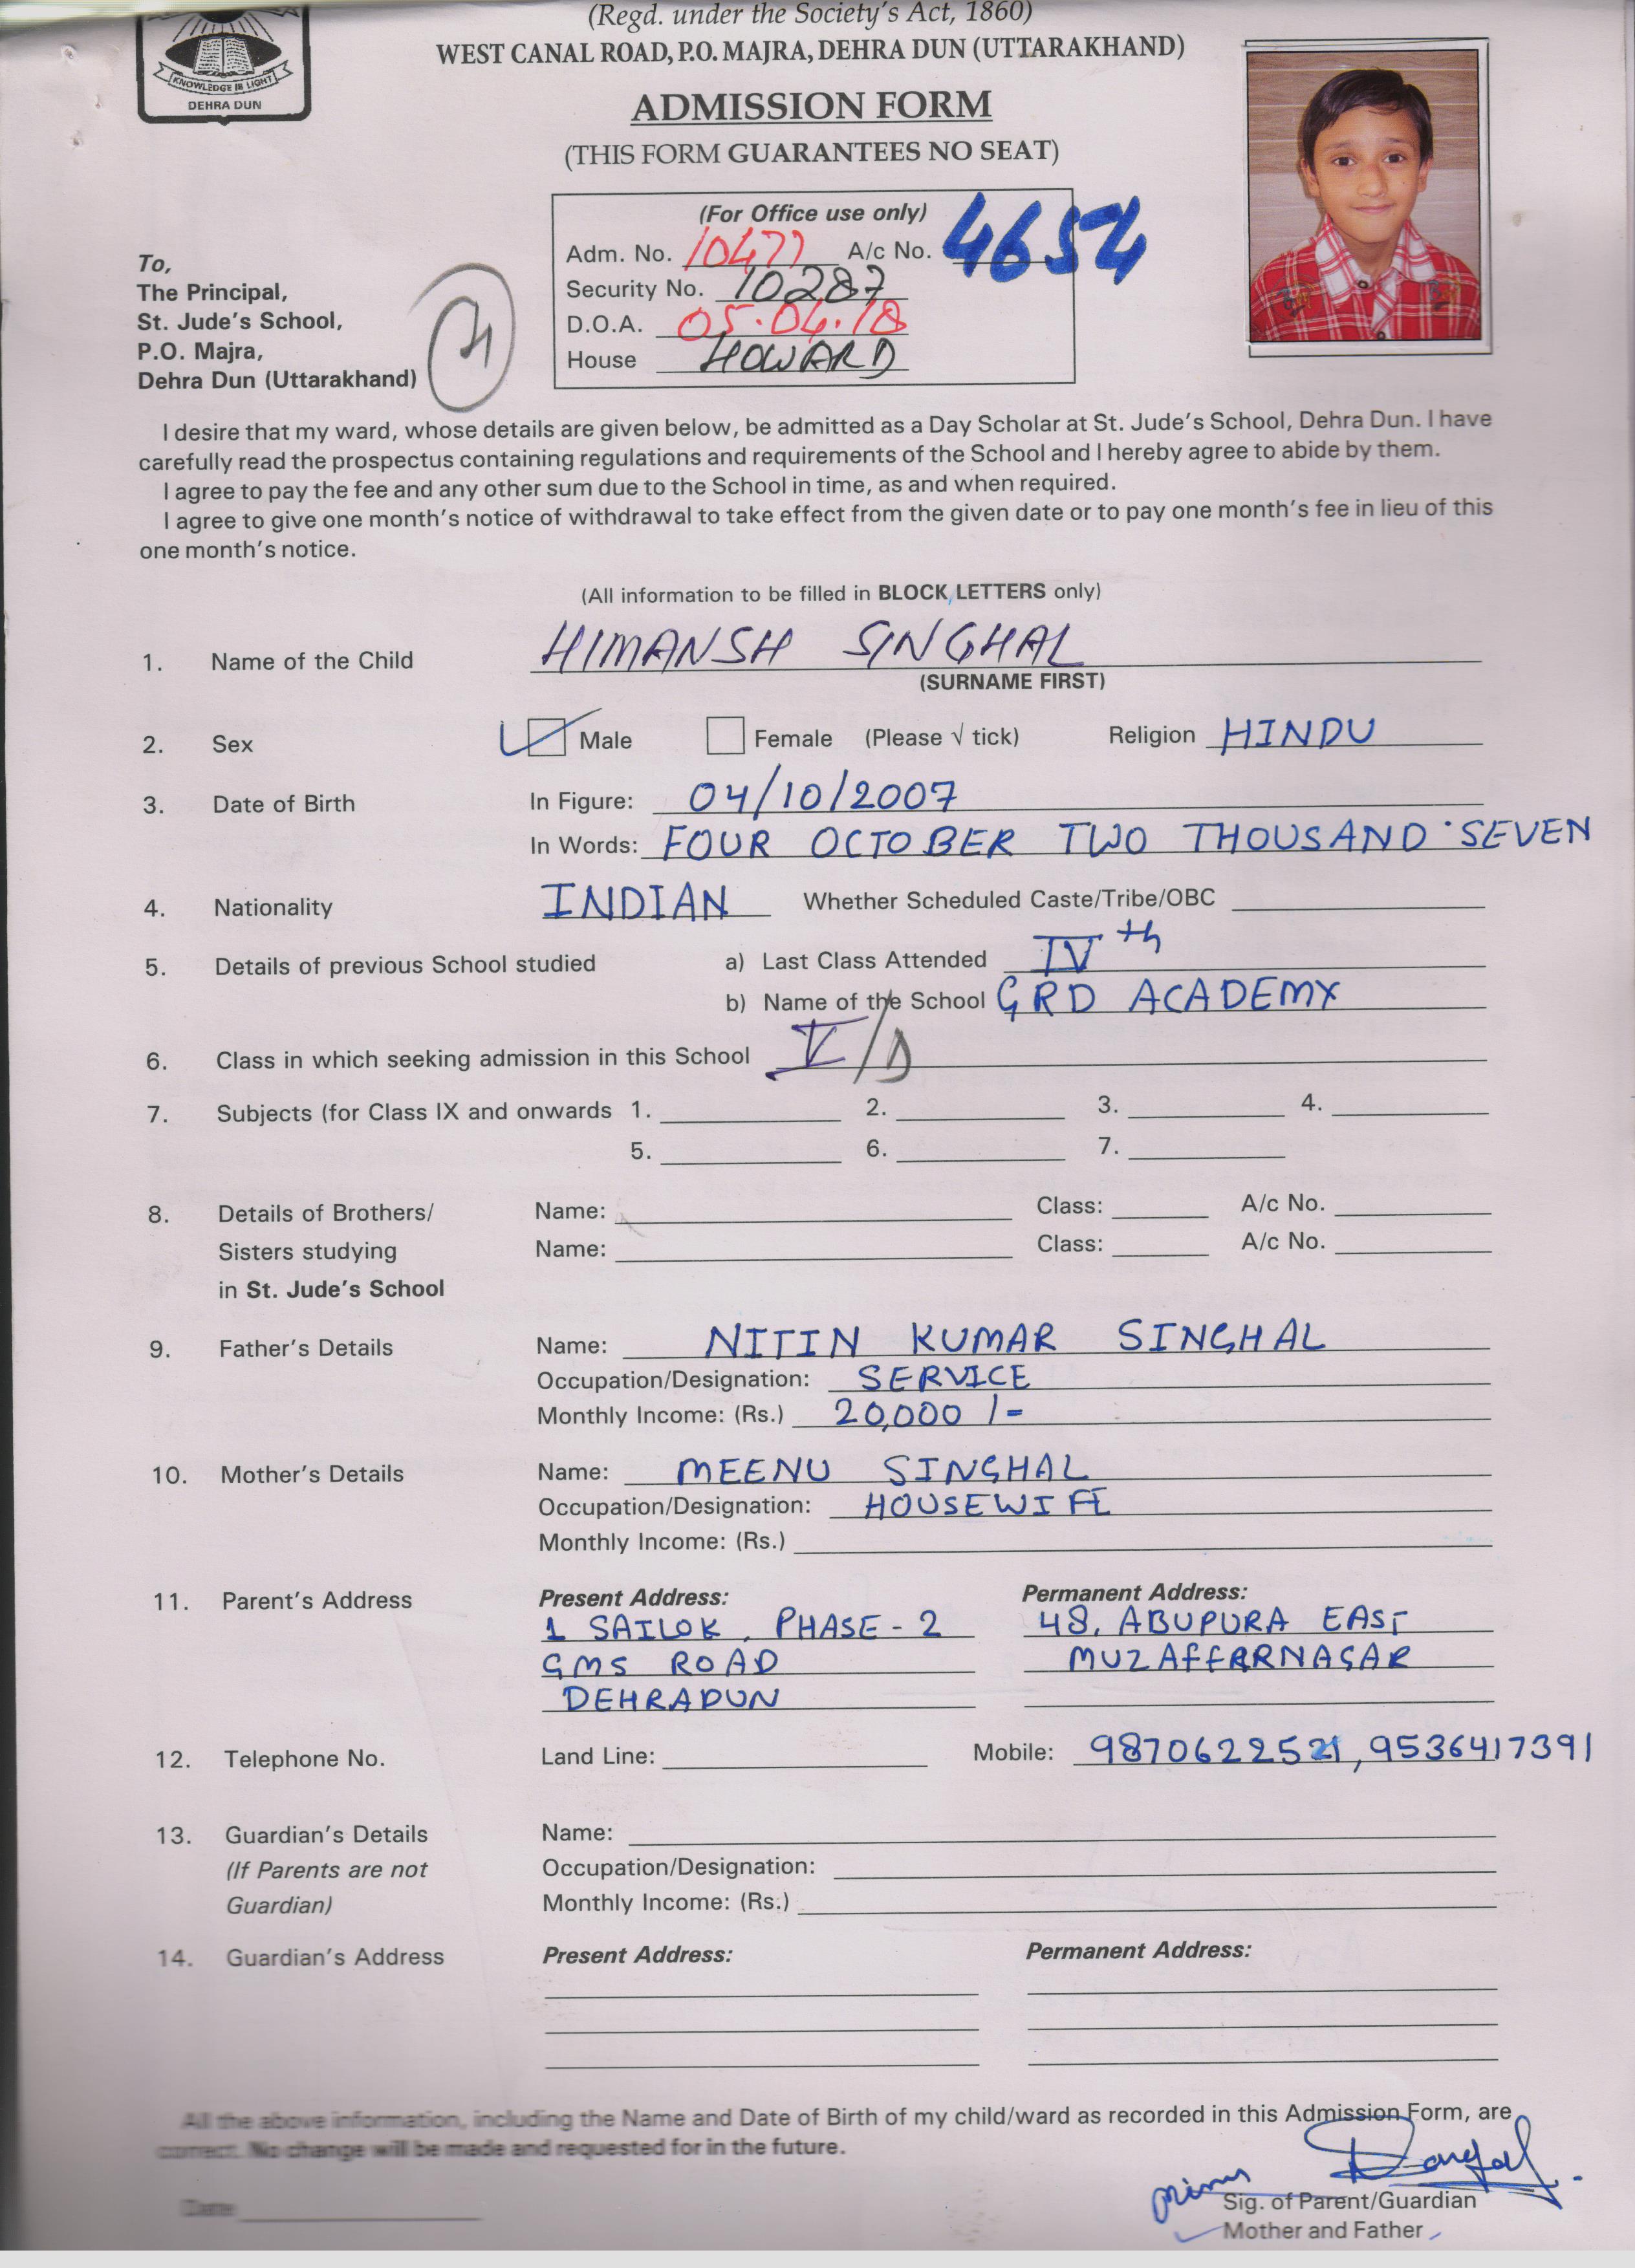 (Regd. under the Society's Act, 1860)
WEST CANAL ROAD, P.O. MAJRA, DEHRA DUN (UTTARAKHAND)
KNOWLEDGE IS LIGHT
DEHRA DUN
ADMISSION FORM
(THIS FORM GUARANTEES NO SEAT)
(For Office use only)
Adm. No. 10477 A/c No. 4654
Security No. 10287
D.O.A. 05.04.18
House HOWARD
To,
The Principal,
St. Jude's School,
P.O. Majra,
Dehra Dun (Uttarakhand)
I desire that my ward, whose details are given below, be admitted as a Day Scholar at St. Jude's School, Dehra Dun. I have
carefully read the prospectus containing regulations and requirements of the School and I hereby agree to abide by them.
I agree to pay the fee and any other sum due to the School in time, as and when required.
I agree to give one month's notice of withdrawal to take effect from the given date or to pay one month's fee in lieu of this
one month's notice.
(All information to be filled in BLOCK LETTERS only)
1. Name of the Child HIMANSH SINGHAL
(SURNAME FIRST)
2. Sex Male Female (Please √ tick) Religion HINDU
3. Date of Birth In Figure: 04/10/2007
In Words: FOUR OCTOBER TWO THOUSAND SEVEN
4. Nationality INDIAN Whether Scheduled Caste/Tribe/OBC
5. Details of previous School studied a) Last Class Attended IVth
b) Name of the School GRD ACADEMY
6. Class in which seeking admission in this School V/D
7. Subjects (for Class IX and onwards 1. 2. 3. 4.
5. 6. 7.
8. Details of Brothers/ Name: Class: A/c No.
Sisters studying Name: Class: A/c No.
in St. Jude's School
9. Father's Details Name: NITIN KUMAR SINGHAL
Occupation/Designation: SERVICE
Monthly Income: (Rs.) 20,000 /-
10. Mother's Details Name: MEENU SINGHAL
Occupation/Designation: HOUSEWIFE
Monthly Income: (Rs.)
11. Parent's Address Present Address: Permanent Address:
1 SAILOK, PHASE-2 48, ABUPURA EAST
GMS ROAD MUZAFFARNAGAR
DEHRADUN
12. Telephone No. Land Line: Mobile: 9870622521, 9536417391
13. Guardian's Details Name:
(If Parents are not Occupation/Designation:
Guardian) Monthly Income: (Rs.)
14. Guardian's Address Present Address: Permanent Address:
All the above information, including the Name and Date of Birth of my child/ward as recorded in this Admission Form, are
correct. No change will be made and requested for in the future.
Date
Sig. of Parent/Guardian
Mother and Father